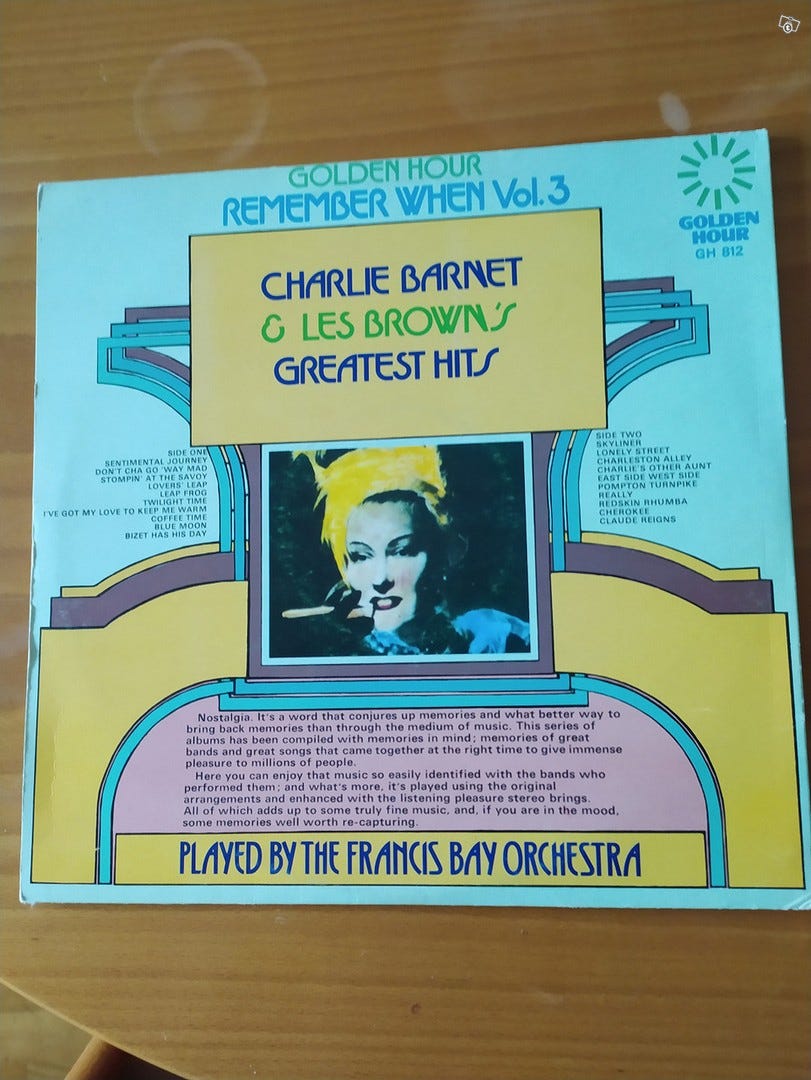 GOLDEN HOUR
REMEMBER WHEN Vol. 3
GOLDEN
HOUR
GH 812
CHARLIE BARNET
& LES BROWN'S
GREATEST HITS
SIDE ONE
SENTIMENTAL JOURNEY
DON'T CHA GO 'WAY MAD
STOMPIN' AT THE SAVOY
LOVERS' LEAP
LEAP FROG
TWILIGHT TIME
I'VE GOT MY LOVE TO KEEP ME WARM
COFFEE TIME
BLUE MOON
BIZET HAS HIS DAY
SIDE TWO
SKYLINER
LONELY STREET
CHARLESTON ALLEY
CHARLIE'S OTHER AUNT
EAST SIDE WEST SIDE
POMPTON TURNPIKE
REALLY
REDSKIN RHUMBA
CHEROKEE
CLAUDE REIGNS
Nostalgia. It's a word that conjures up memories and what better way to
bring back memories than through the medium of music. This series of
albums has been compiled with memories in mind; memories of great
bands and great songs that came together at the right time to give immense
pleasure to millions of people.
Here you can enjoy that music so easily identified with the bands who
performed them; and what's more, it's played using the original
arrangements and enhanced with the listening pleasure stereo brings.
All of which adds up to some truly fine music, and, if you are in the mood,
some memories well worth re-capturing.
PLAYED BY THE FRANCIS BAY ORCHESTRA